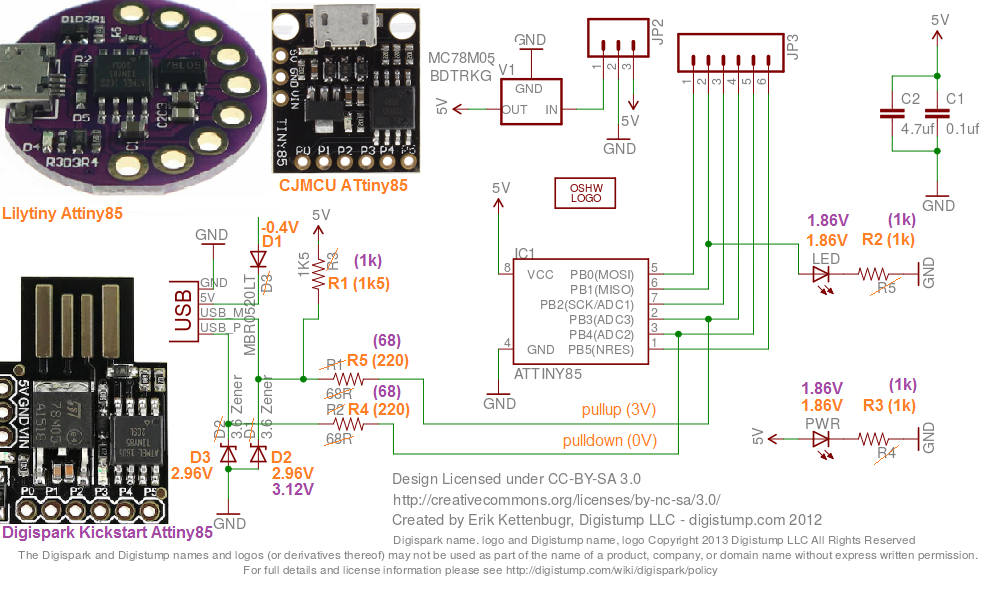 D1D2R1
R5
R2
D5
D4
R3D3R4
C1
C2C3
78L05
Lilytiny Attiny85
5V GND VIN
TINY85
P0 P1 P2 P3 P4 P5
CJMCU ATtiny85
MC78M05
BDTRKG
V1
GND
GND
OUT
IN
5V
JP2
1
2
3
5V
GND
JP3
1
2
3
4
5
6
5V
C2
C1
4.7uf
0.1uf
GND
OSHW
LOGO
5V
IC1
8
VCC
4
GND
PB0(MOSI)
5
PB1(MISO)
6
PB2(SCK/ADC1)
7
PB3(ADC3)
2
PB4(ADC2)
3
PB5(NRES)
1
ATTINY85
GND
1.86V
(1k)
1.86V
R2 (1k)
LED
R5
GND
1.86V
(1k)
1.86V
R3 (1k)
PWR
5V
R4
GND
GND
-0.4V
D1
D3
MBR0520LT
5V
1K5
R3
(1k)
R1 (1k5)
USB
GND
5V
USB_M
USB_P
(68)
R1
R5 (220)
68R
(68)
R2
R4 (220)
68R
pullup (3V)
pulldown (0V)
D2
3.6 Zener
D1
3.6 Zener
D3
2.96V
D2
2.96V
3.12V
GND
5V GND VIN
78M05
P0 P1 P2 P3 P4 P5
Digispark Kickstart Attiny85
Design Licensed under CC-BY-SA 3.0
http://creativecommons.org/licenses/by-nc-sa/3.0/
Created by Erik Kettenbugr, Digistump LLC - digistump.com 2012
Digispark name. logo and Digistump name, logo Copyright 2013 Digistump LLC All Rights Reserved
The Digispark and Digistump names and logos (or derivatives thereof) may not be used as part of the name of a product, company, or domain name without express written permission.
For full details and license information please see http://digistump.com/wiki/digispark/policy